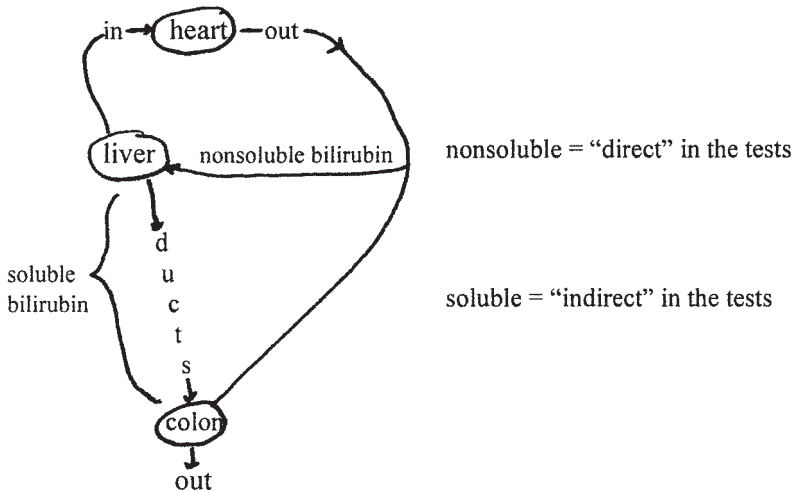 in heart out
liver nonsoluble bilirubin
nonsoluble = “direct” in the tests
d
u
c
t
s
soluble
bilirubin
soluble = “indirect” in the tests
colon
out